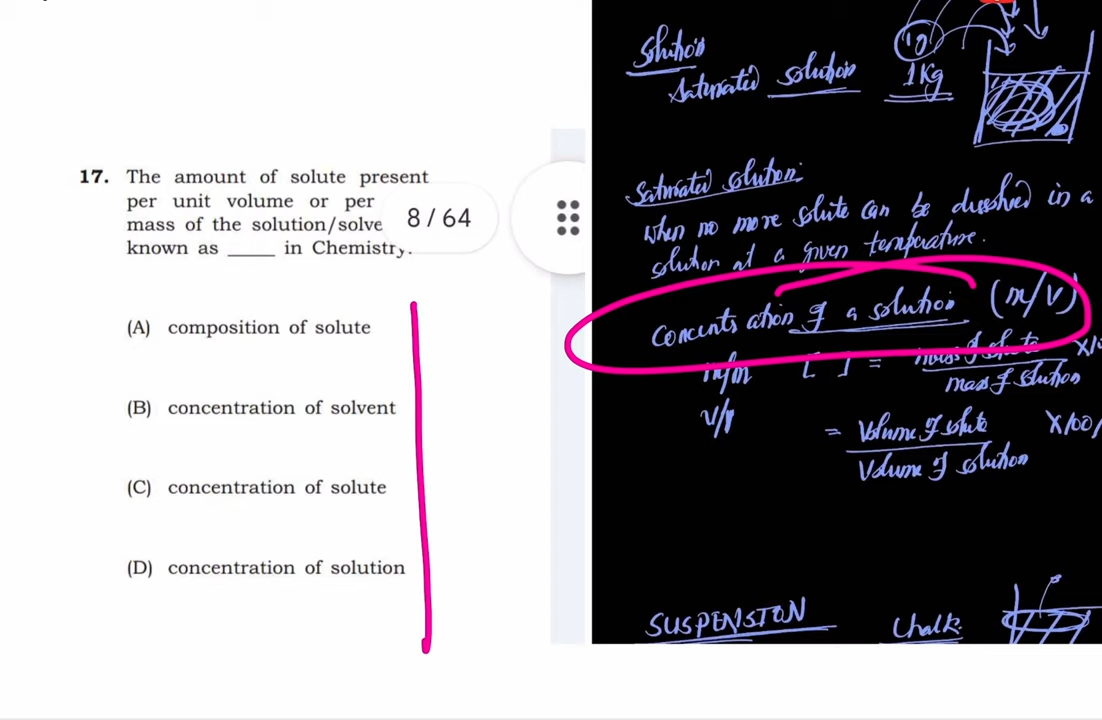 17. The amount of solute present
per unit volume or per
mass of the solution/solve
known as _____ in Chemistry.
8 / 64
(A) composition of solute
(B) concentration of solvent
(C) concentration of solute
(D) concentration of solution
Solution
Saturated solution
1 Kg
Saturated solution.
when no more solute can be dissolved in a
solution at a given temperature.
Concentration of a solution (m/v)
m/m [ ] = mass of solute
mass of solution
v/v = Volume of solute X100/
Volume of solution
SUSPENSION Chalk.